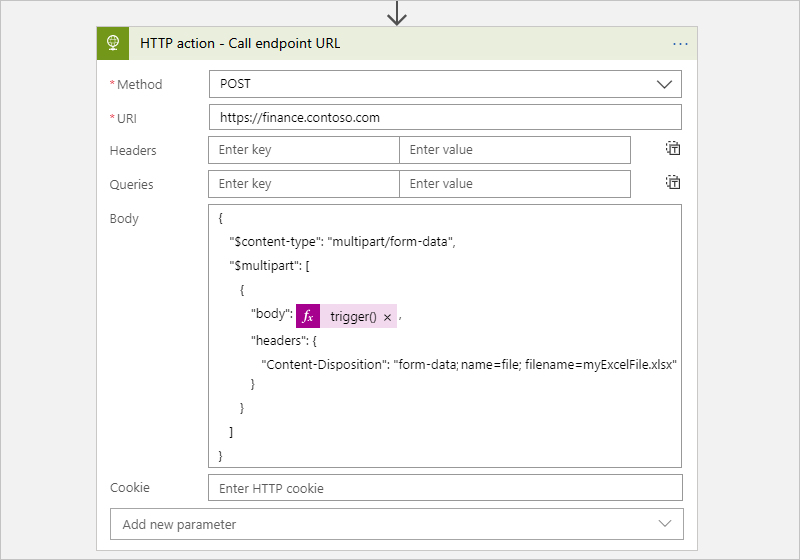 HTTP action - Call endpoint URL ...
*Method POST
*URI https://finance.contoso.com
Headers Enter key Enter value
Queries Enter key Enter value
Body {
"$content-type": "multipart/form-data",
"$multipart": [
{
"body": fx trigger() × ,
"headers": {
"Content-Disposition": "form-data; name=file; filename=myExcelFile.xlsx"
}
}
]
}
Cookie Enter HTTP cookie
Add new parameter